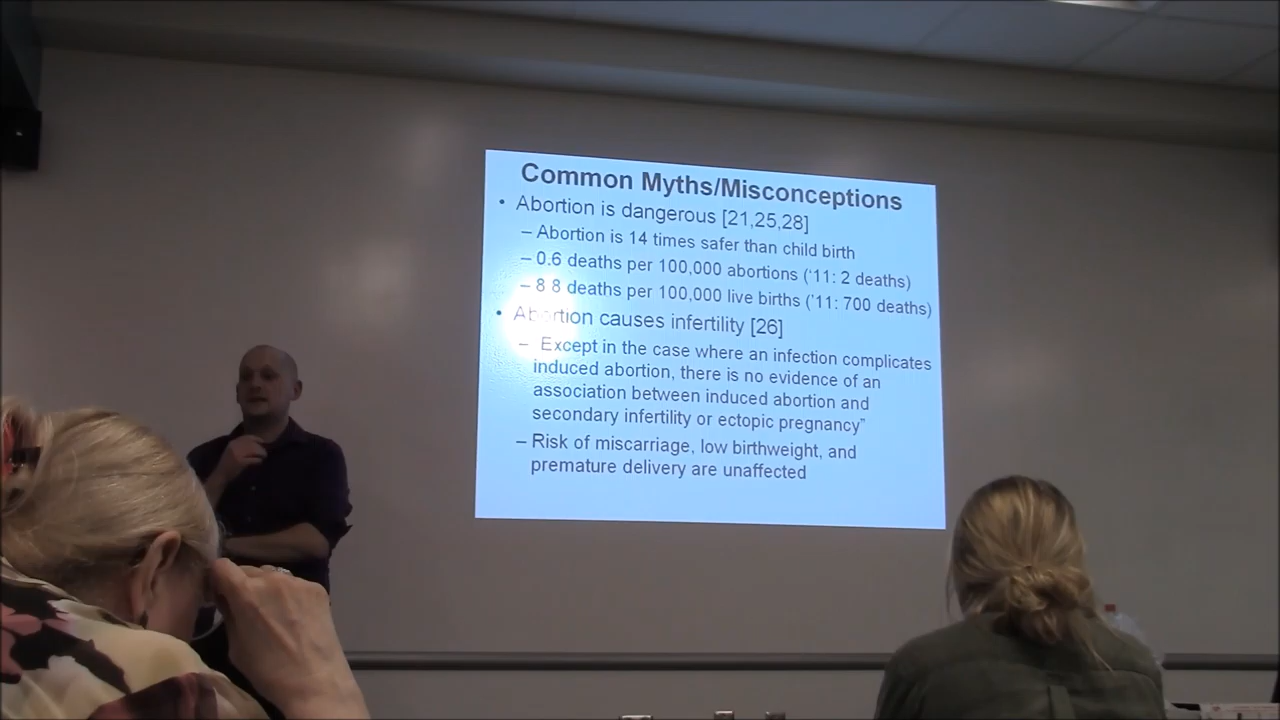 Common Myths/Misconceptions
• Abortion is dangerous [21,25,28]
– Abortion is 14 times safer than child birth
– 0.6 deaths per 100,000 abortions ('11: 2 deaths)
– 8 8 deaths per 100,000 live births ('11: 700 deaths)
• Abortion causes infertility [26]
– Except in the case where an infection complicates
induced abortion, there is no evidence of an
association between induced abortion and
secondary infertility or ectopic pregnancy”
– Risk of miscarriage, low birthweight, and
premature delivery are unaffected